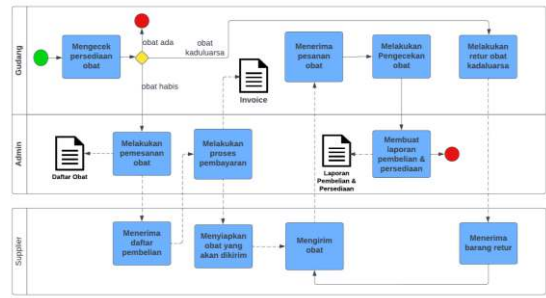 Gudang
Mengecek
persediaan
obat
obat ada
obat
kaduluarsa
obat habis
Invoice
Menerima
pesanan
obat
Melakukan
Pengecekan
obat
Melakukan
retur obat
kadaluarsa
Admin
Daftar Obat
Melakukan
pemesanan
obat
Melakukan
proses
pembayaran
Laporan
Pembelian &
Persediaan
Membuat
laporan
pembelian &
persediaan
Supplier
Menerima
daftar
pembelian
Menyiapkan
obat yang
akan dikirim
Mengirim
obat
Menerima
barang retur